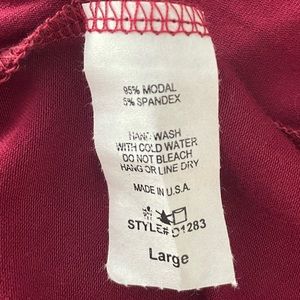 95% MODAL
5% SPANDEX
HAND WASH
WITH COLD WATER
DO NOT BLEACH
HANG OR LINE DRY
MADE IN U.S.A.
STYLE# D1283
Large